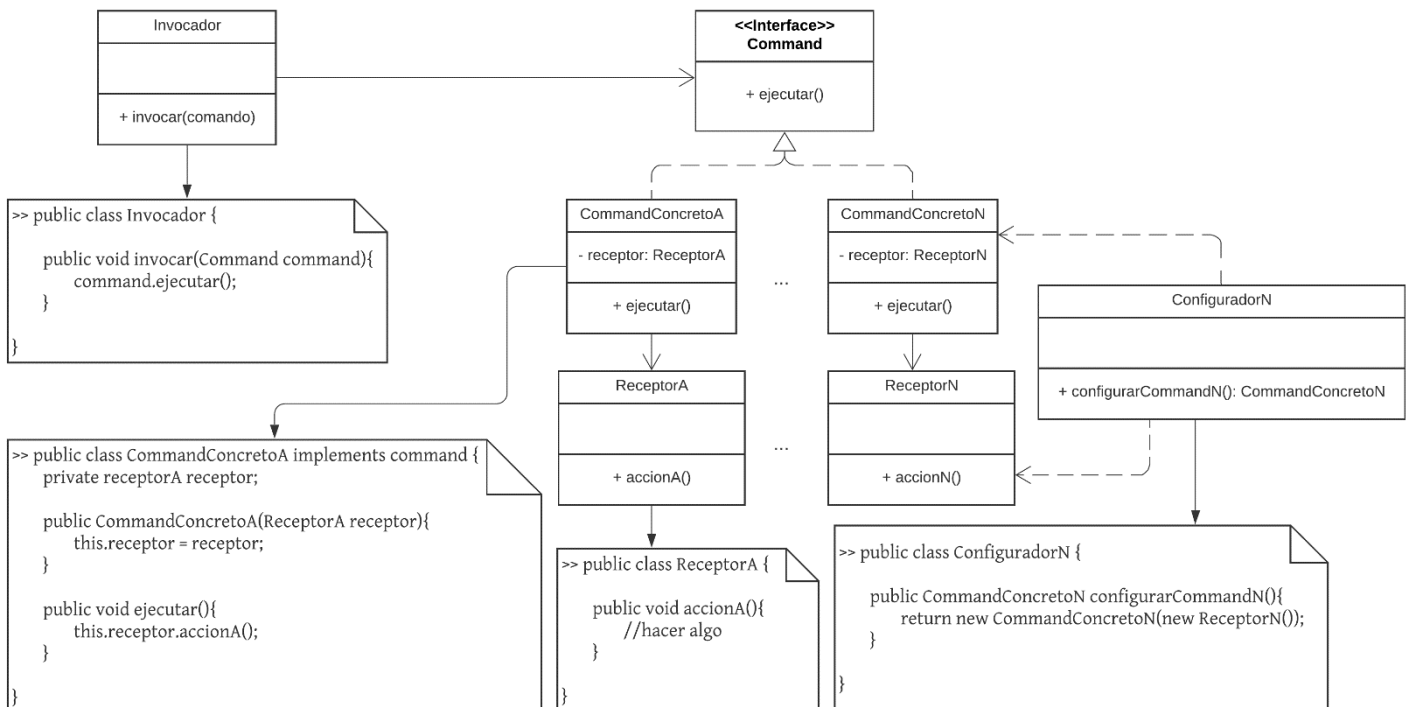 Invocador
+ invocar(comando)
<<Interface>>
Command
+ ejecutar()
>> public class Invocador {
public void invocar(Command command){
command.ejecutar();
}
}
CommandConcretoA
- receptor: ReceptorA
+ ejecutar()
...
CommandConcretoN
- receptor: ReceptorN
+ ejecutar()
ConfiguradorN
+ configurarCommandN(): CommandConcretoN
ReceptorA
+ accionA()
...
ReceptorN
+ accionN()
>> public class CommandConcretoA implements command {
private receptorA receptor;
public CommandConcretoA(ReceptorA receptor){
this.receptor = receptor;
}
public void ejecutar(){
this.receptor.accionA();
}
}
>> public class ReceptorA {
public void accionA(){
//hacer algo
}
}
>> public class ConfiguradorN {
public CommandConcretoN configurarCommandN(){
return new CommandConcretoN(new ReceptorN());
}
}